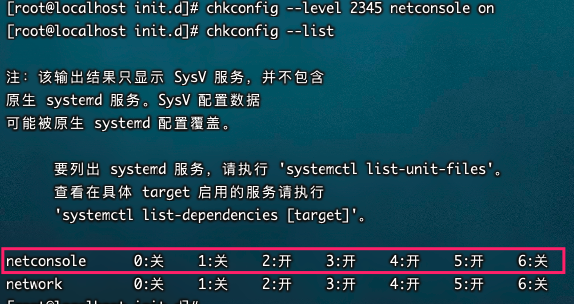 [root@localhost init.d]# chkconfig --level 2345 netconsole on
[root@localhost init.d]# chkconfig --list
注：该输出结果只显示 SysV 服务，并不包含
原生 systemd 服务。SysV 配置数据
可能被原生 systemd 配置覆盖。
要列出 systemd 服务，请执行 'systemctl list-unit-files'。
查看在具体 target 启用的服务请执行
'systemctl list-dependencies [target]'。
netconsole 0:关 1:关 2:开 3:开 4:开 5:开 6:关
network 0:关 1:关 2:开 3:开 4:开 5:开 6:关
[root@localhost init.d]#